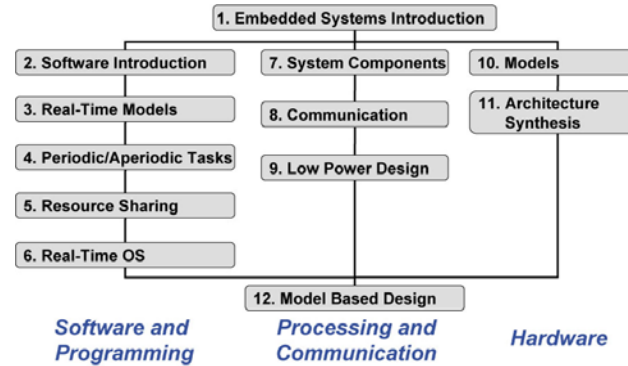 1. Embedded Systems Introduction
2. Software Introduction
3. Real-Time Models
4. Periodic/Aperiodic Tasks
5. Resource Sharing
6. Real-Time OS
7. System Components
8. Communication
9. Low Power Design
10. Models
11. Architecture
Synthesis
12. Model Based Design
Software and
Programming
Processing and
Communication
Hardware